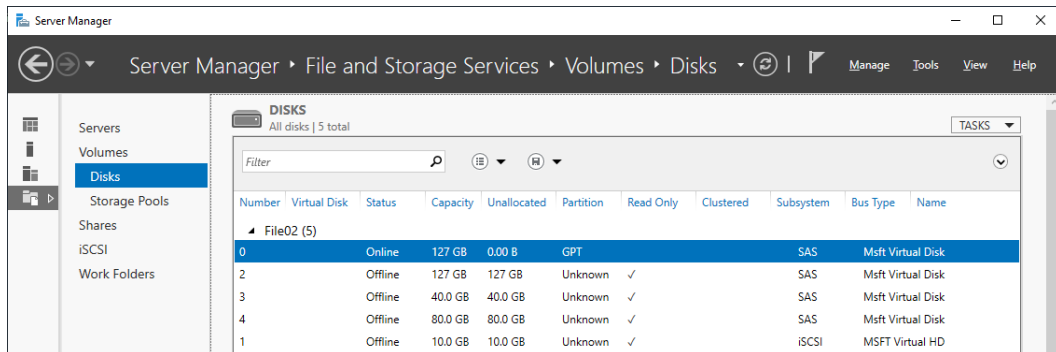 Server Manager
Server Manager ‣ File and Storage Services ‣ Volumes ‣ Disks
Manage Tools View Help
Servers
Volumes
Disks
Storage Pools
Shares
iSCSI
Work Folders
DISKS
All disks | 5 total
TASKS
Filter
Number Virtual Disk Status Capacity Unallocated Partition Read Only Clustered Subsystem Bus Type Name
File02 (5)
0 Online 127 GB 0.00 B GPT SAS Msft Virtual Disk
2 Offline 127 GB 127 GB Unknown ✓ SAS Msft Virtual Disk
3 Offline 40.0 GB 40.0 GB Unknown ✓ SAS Msft Virtual Disk
4 Offline 80.0 GB 80.0 GB Unknown ✓ SAS Msft Virtual Disk
1 Offline 10.0 GB 10.0 GB Unknown ✓ iSCSI MSFT Virtual HD